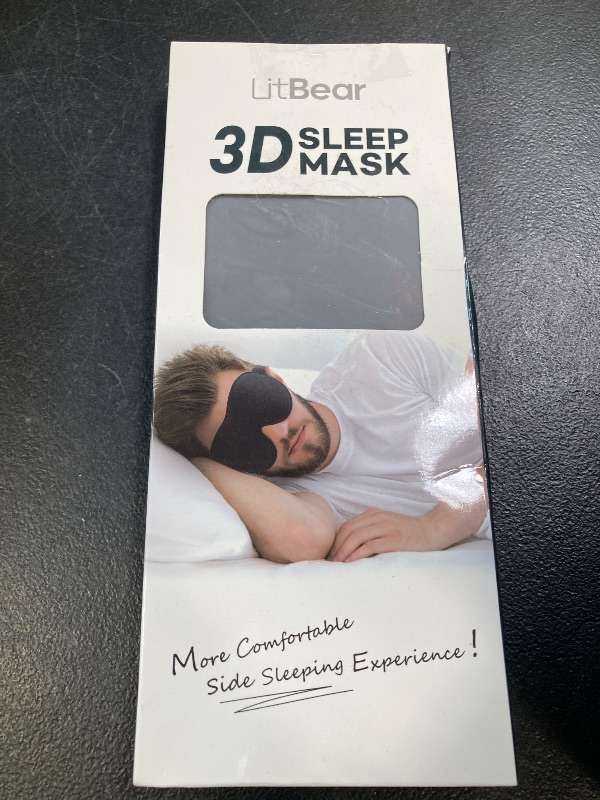 LitBear
3D SLEEP
MASK
More Comfortable
Side Sleeping Experience!